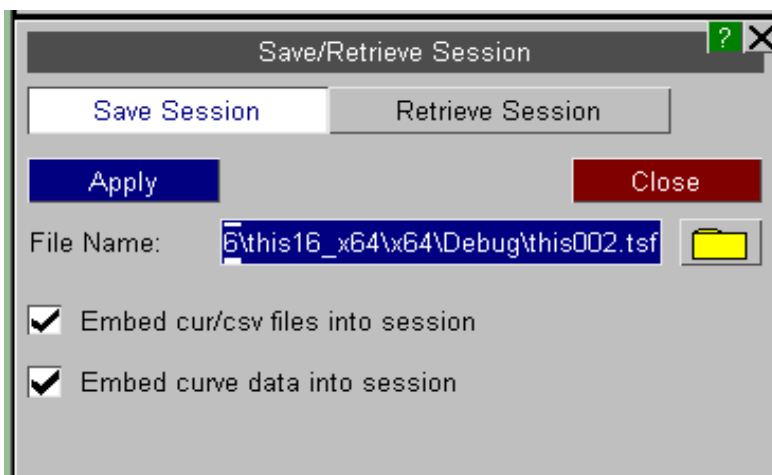 Save/Retrieve Session
?
Save Session Retrieve Session
Apply Close
File Name: 6\this16_x64\x64\Debug\this002.tsf
Embed cur/csv files into session
Embed curve data into session